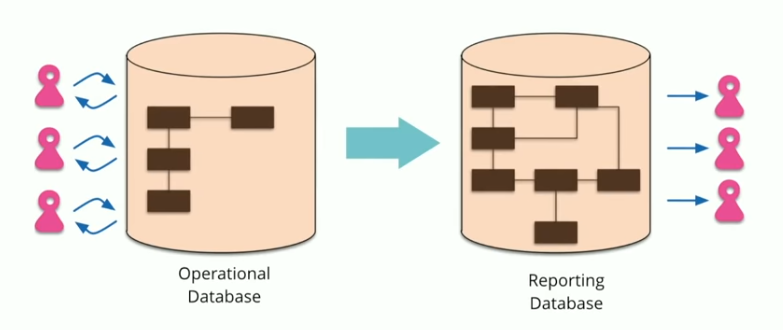 Operational
Database
Reporting
Database